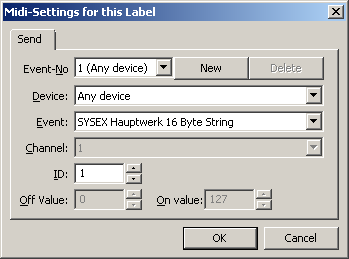 Midi-Settings for this Label
Send
Event-No 1 (Any device) New Delete
Device: Any device
Event: SYSEX Hauptwerk 16 Byte String
Channel: 1
ID: 1
Off Value: 0 On value: 127
OK Cancel